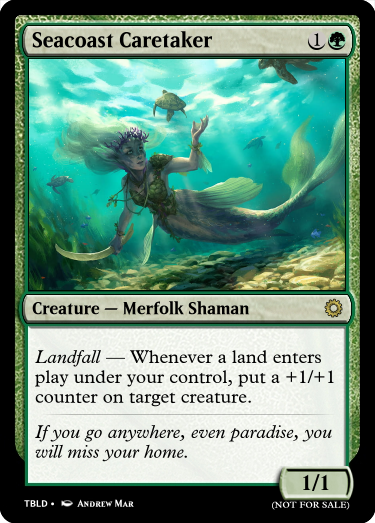 Seacoast Caretaker 1
Creature — Merfolk Shaman
Landfall — Whenever a land enters
play under your control, put a +1/+1
counter on target creature.
If you go anywhere, even paradise, you
will miss your home.
1/1
TBLD • Andrew Mar
(NOT FOR SALE)